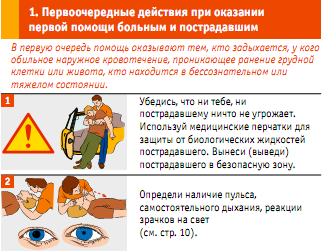 1. Первоочередные действия при оказании
первой помощи больным и пострадавшим
В первую очередь помощь оказывают тем, кто задыхается, у кого
обильное наружное кровотечение, проникающее ранение грудной
клетки или живота, кто находится в бессознательном или
тяжелом состоянии.
1
Убедись, что ни тебе, ни
пострадавшему ничто не угрожает.
Используй медицинские перчатки для
защиты от биологических жидкостей
пострадавшего. Вынеси (выведи)
пострадавшего в безопасную зону.
2
Определи наличие пульса,
самостоятельного дыхания, реакции
зрачков на свет
(см. стр. 10).